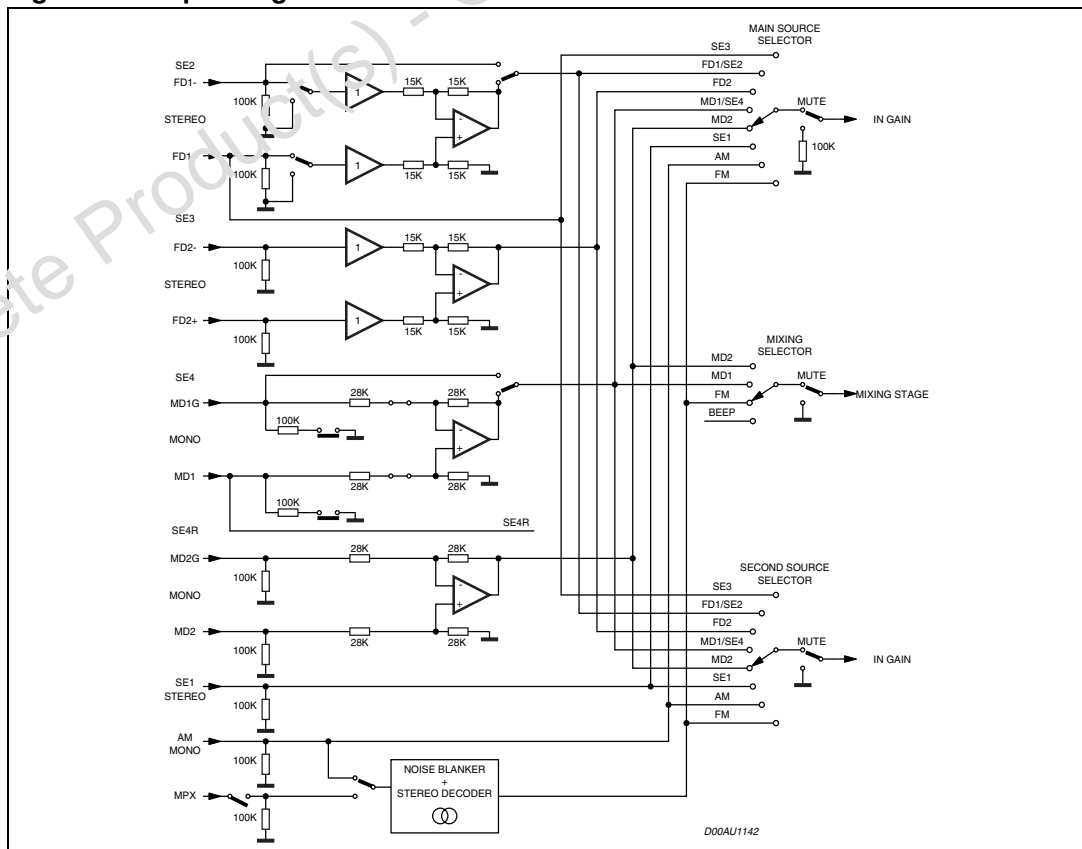 ete Product(s) -
MAIN SOURCE
SELECTOR
SE3
FD1/SE2
FD2
MD1/SE4
MD2
SE1
AM
FM
MUTE
100K
IN GAIN
SE2
FD1-
100K
STEREO
FD1
100K
SE3
1
15K
15K
-
+
1
15K
15K
FD2-
100K
STEREO
FD2+
100K
1
15K
15K
-
+
1
15K
15K
SE4
MD1G
100K
MONO
MD1
100K
SE4R
SE4R
28K
28K
-
+
28K
28K
MIXING
SELECTOR
MD2
MD1
FM
BEEP
MUTE
MIXING STAGE
MD2G
100K
MONO
MD2
100K
28K
28K
-
+
28K
28K
SE1
STEREO
100K
AM
MONO
100K
MPX
100K
NOISE BLANKER
+
STEREO DECODER
SECOND SOURCE
SELECTOR
SE3
FD1/SE2
FD2
MD1/SE4
MD2
SE1
AM
FM
MUTE
IN GAIN
D00AU1142